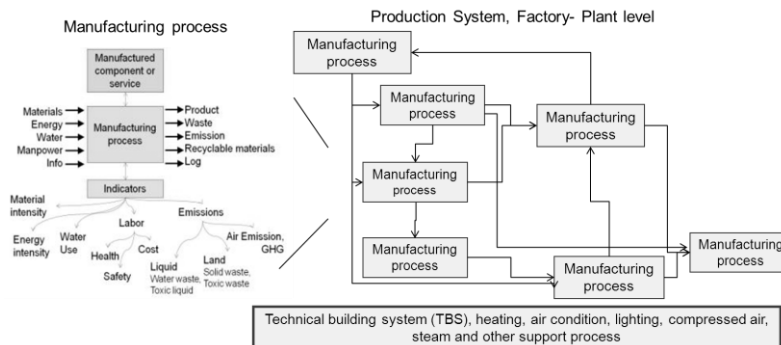 Manufacturing process
Manufactured
component or
service
Materials
Energy
Water
Manpower
Info
Manufacturing
process
Product
Waste
Emission
Recyclable materials
Log
Indicators
Material
intensity
Energy
intensity
Water
Use
Labor
Health
Safety
Cost
Emissions
Liquid
Water waste,
Toxic liquid
Land
Solid waste,
Toxic waste
Air Emission,
GHG
Production System, Factory- Plant level
Manufacturing
process
Manufacturing
process
Manufacturing
process
Manufacturing
process
Manufacturing
process
Manufacturing
process
Manufacturing
process
Technical building system (TBS), heating, air condition, lighting, compressed air,
steam and other support process